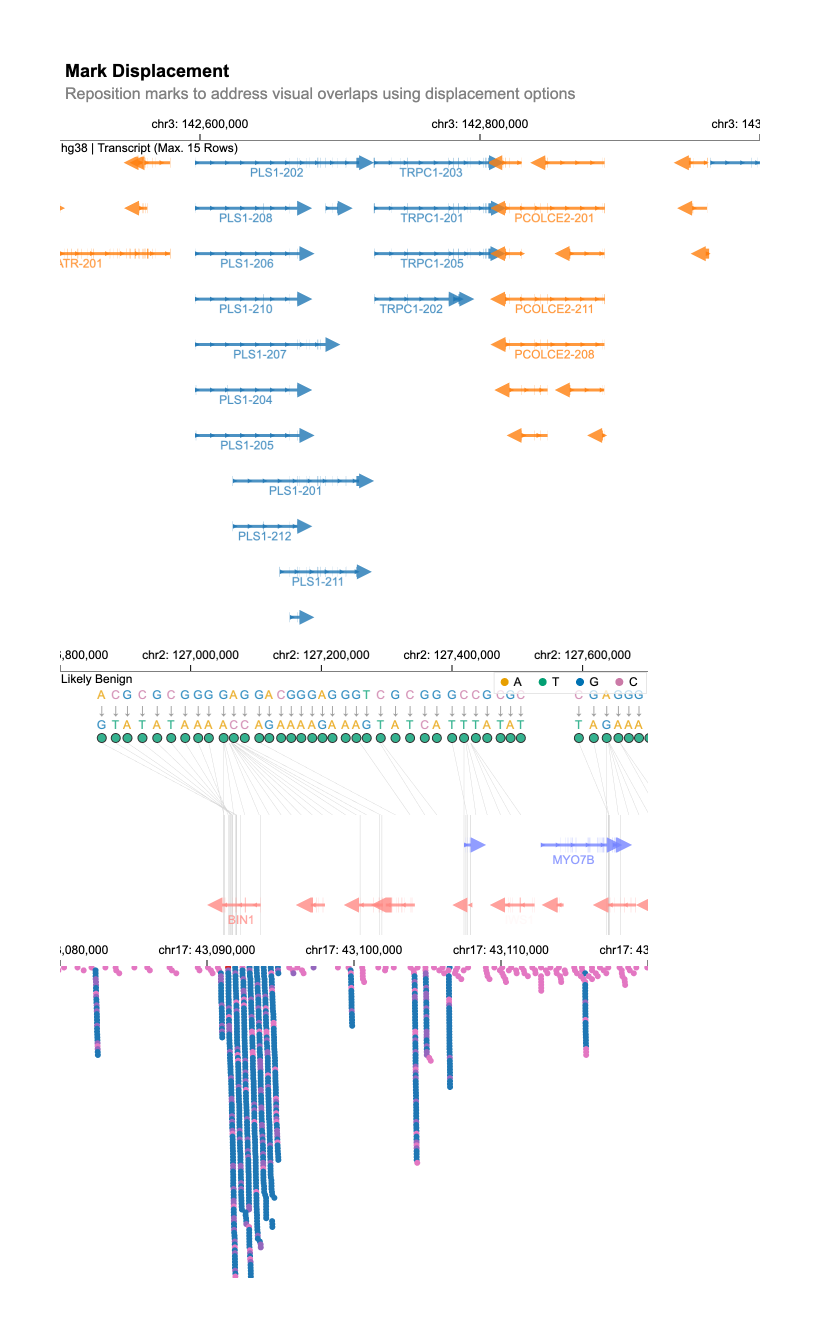 Mark Displacement
Reposition marks to address visual overlaps using displacement options
chr3: 142,600,000 chr3: 142,800,000 chr3: 143
hg38 | Transcript (Max. 15 Rows)
PLS1-202 TRPC1-203
PLS1-208 TRPC1-201 PCOLCE2-201
ATR-201 PLS1-206 TRPC1-205
PLS1-210 TRPC1-202 PCOLCE2-211
PLS1-207 PCOLCE2-208
PLS1-204
PLS1-205
PLS1-201
PLS1-212
PLS1-211
,800,000 chr2: 127,000,000 chr2: 127,200,000 chr2: 127,400,000 chr2: 127,600,000
Likely Benign
A T G C
A C G C G C G G G G A G G A C G G G A G G G T C G C G G G C C G C G C C G A G G G
G T A T A T A A A A C C A G A A A A G A A A G T A T C A T T T A T A T T A G A A A
MYO7B
BIN1
,080,000 chr17: 43,090,000 chr17: 43,100,000 chr17: 43,110,000 chr17: 43